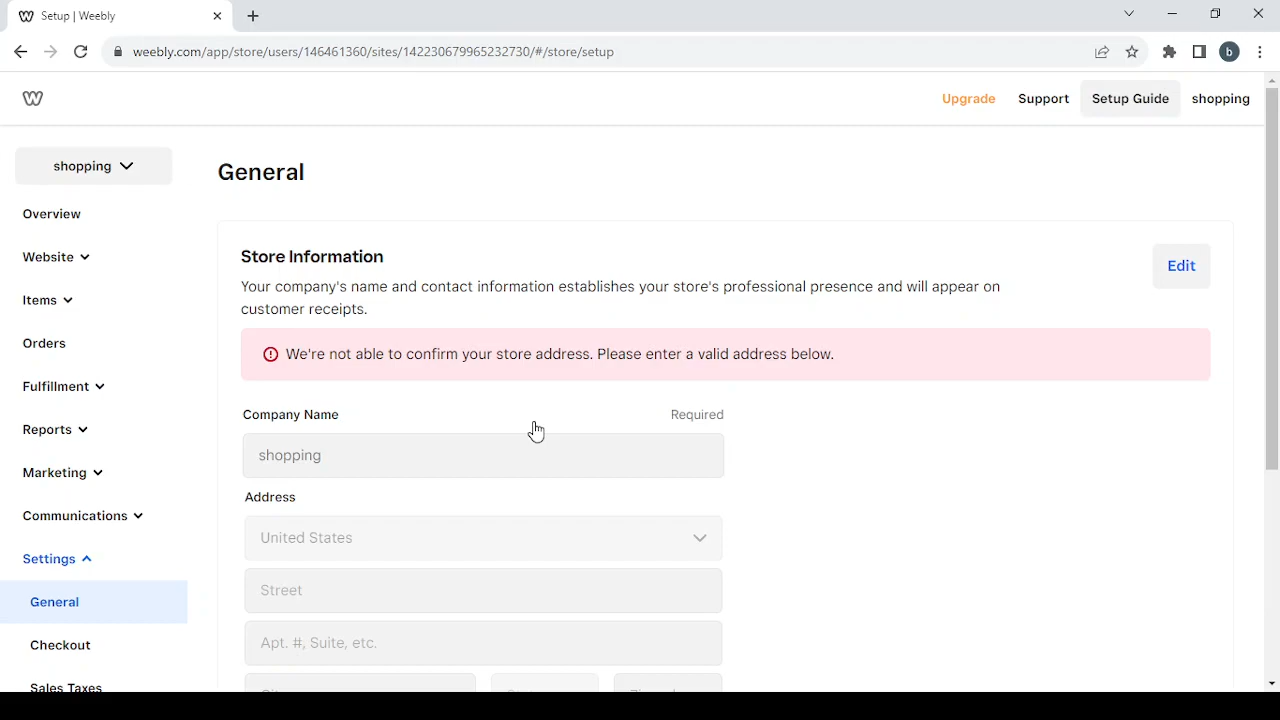 Setup | Weebly
weebly.com/app/store/users/146461360/sites/142230679965232730/#/store/setup
b
Upgrade
Support
Setup Guide
shopping
shopping
Overview
Website
Items
Orders
Fulfillment
Reports
Marketing
Communications
Settings
General
Checkout
Sales Taxes
General
Store Information
Edit
Your company's name and contact information establishes your store's professional presence and will appear on
customer receipts.
We're not able to confirm your store address. Please enter a valid address below.
Company Name
Required
shopping
Address
United States
Street
Apt. #, Suite, etc.